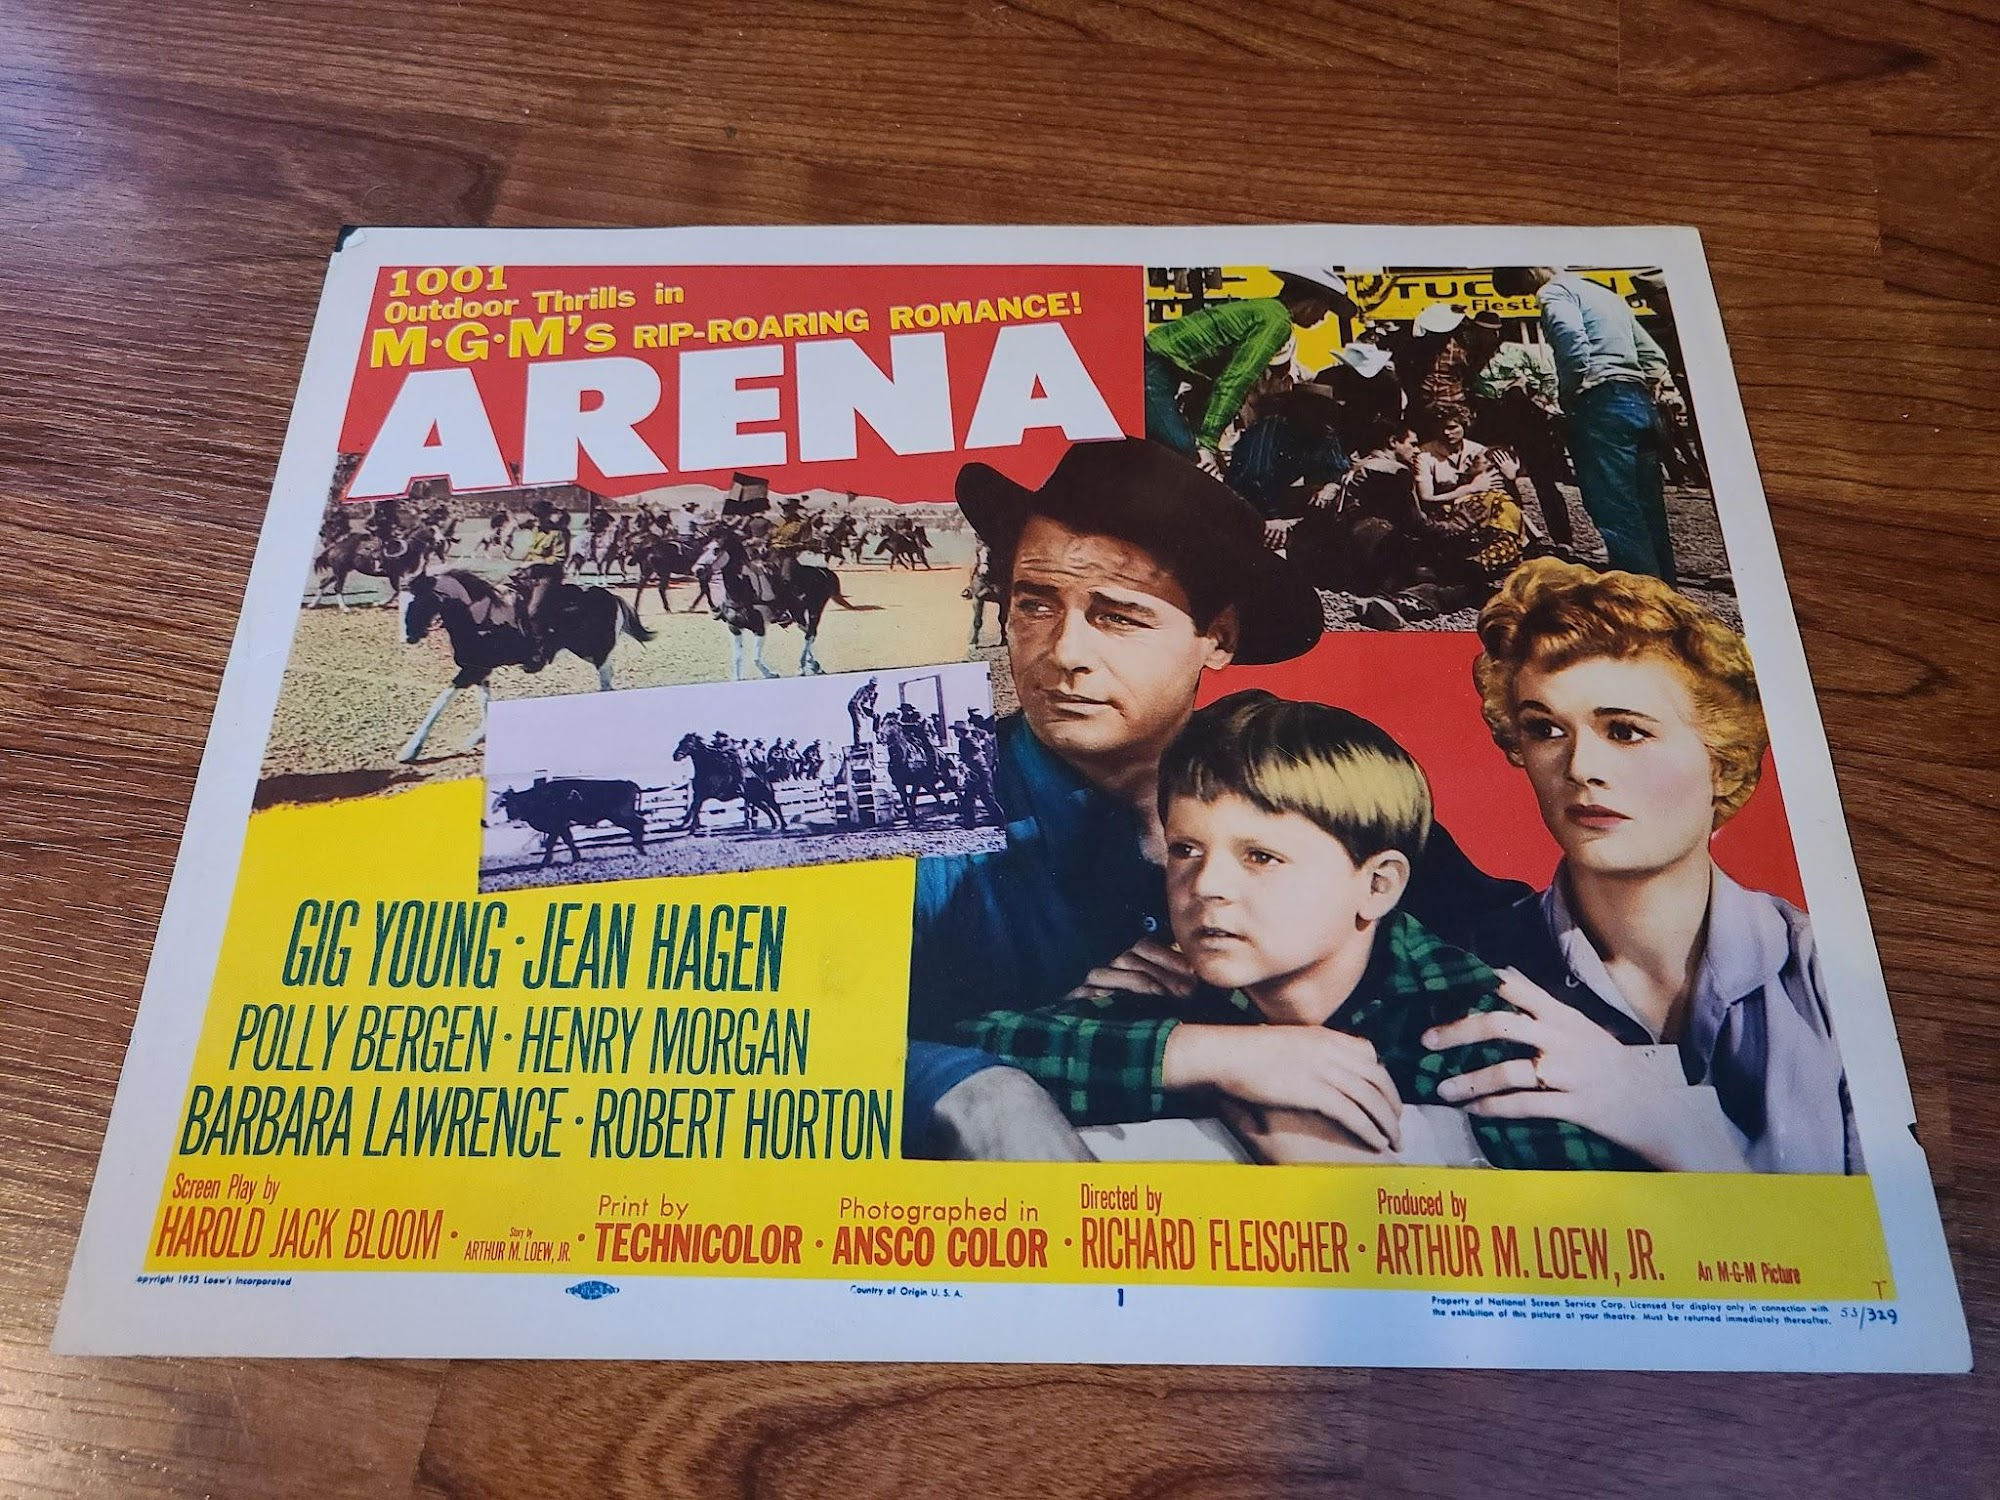 1001
Outdoor Thrills in
M·G·M's RIP-ROARING ROMANCE!
ARENA
TUC
Fiest
GIG YOUNG · JEAN HAGEN
POLLY BERGEN · HENRY MORGAN
BARBARA LAWRENCE · ROBERT HORTON
Screen Play by
HAROLD JACK BLOOM ·
Story by
ARTHUR M. LOEW, JR. ·
Print by
TECHNICOLOR ·
Photographed in
ANSCO COLOR ·
Directed by
RICHARD FLEISCHER ·
Produced by
ARTHUR M. LOEW, JR.
An M-G-M Picture
opyright 1953 Loew's Incorporated
Country of Origin U. S. A.
1
Property of National Screen Service Corp. Licensed for display only in connection with
the exhibition of this picture at your theatre. Must be returned immediately thereafter.
53/329